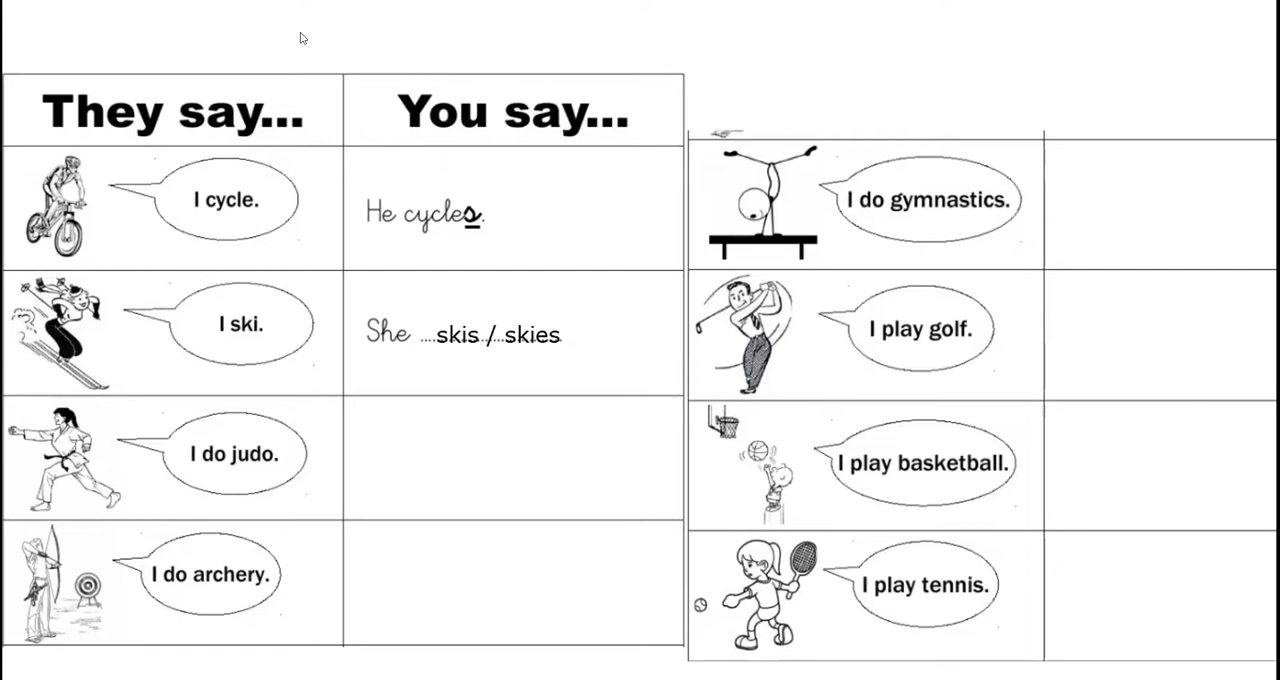 They say... You say...
I cycle.
He cycles.
I ski.
She ....skis / skies
I do judo.
I do archery.
I do gymnastics.
I play golf.
I play basketball.
I play tennis.